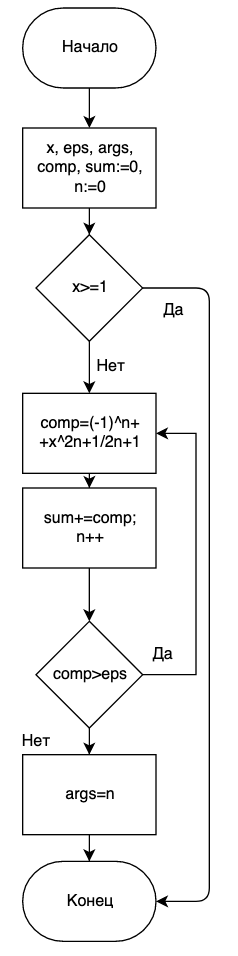 Начало
x, eps, args,
comp, sum:=0,
n:=0
x>=1
Да
Нет
comp=(-1)^n+
+x^2n+1/2n+1
sum+=comp;
n++
comp>eps
Да
Нет
args=n
Конец